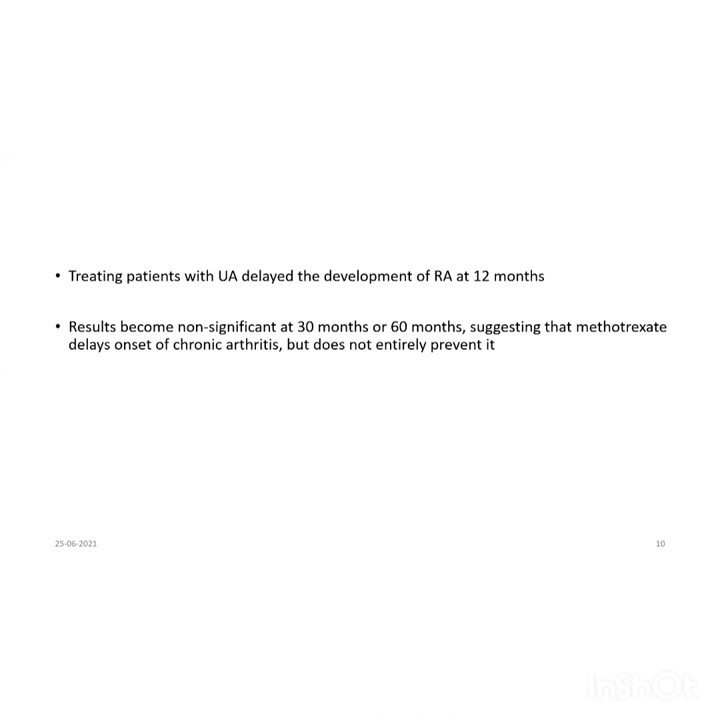 • Treating patients with UA delayed the development of RA at 12 months
• Results become non-significant at 30 months or 60 months, suggesting that methotrexate
delays onset of chronic arthritis, but does not entirely prevent it
25-06-2021
10
InShOt